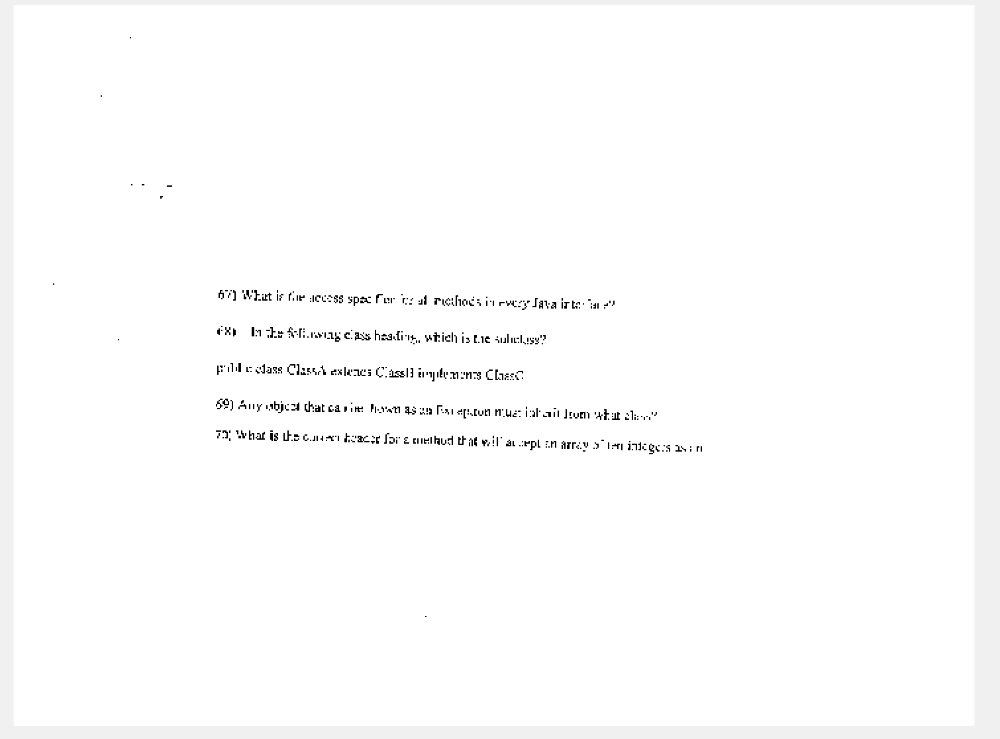 67) What is the access specifier for all methods in every Java interface?
68) In the following class heading, which is the subclass?
public class ClassA extends ClassB implements ClassC
69) Any object that can be thrown as an Exception must inherit from what class?
70) What is the correct header for a method that will accept an array of ten integers as an